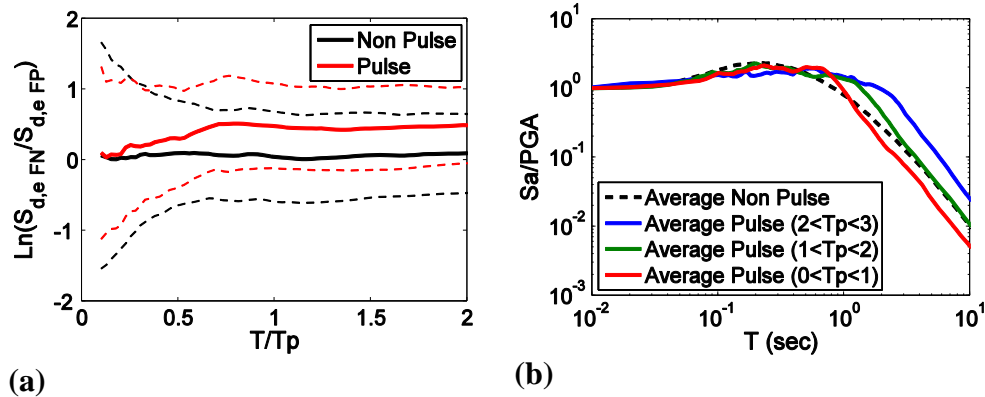 2
1
0
-1
-2
Ln(S_{d,e FN}/S_{d,e FP})
Non Pulse
Pulse
0 0.5 1 1.5 2
T/Tp
(a)
10^1
10^0
10^{-1}
10^{-2}
10^{-3}
Sa/PGA
Average Non Pulse
Average Pulse (2<Tp<3)
Average Pulse (1<Tp<2)
Average Pulse (0<Tp<1)
10^{-2} 10^{-1} 10^0 10^1
T (sec)
(b)